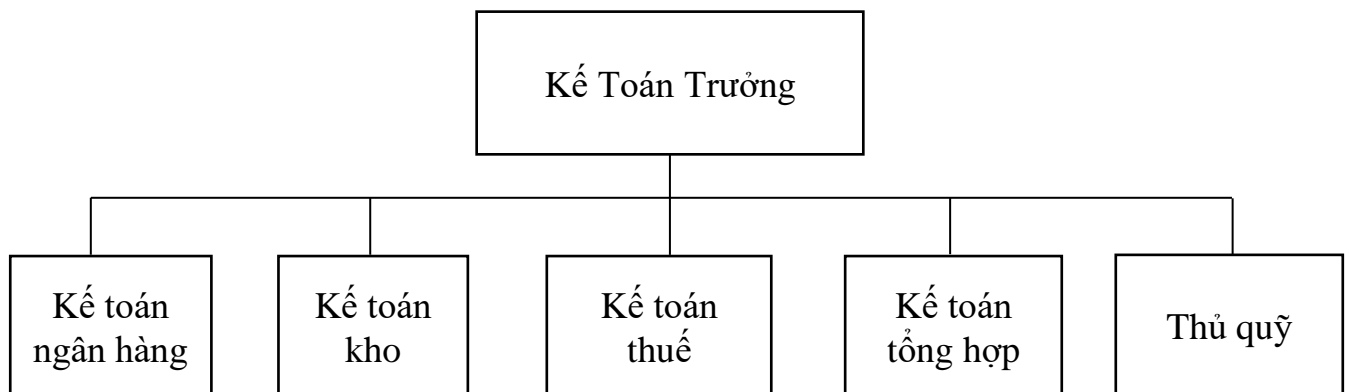 Kế Toán Trưởng
Kế toán
ngân hàng
Kế toán
kho
Kế toán
thuế
Kế toán
tổng hợp
Thủ quỹ